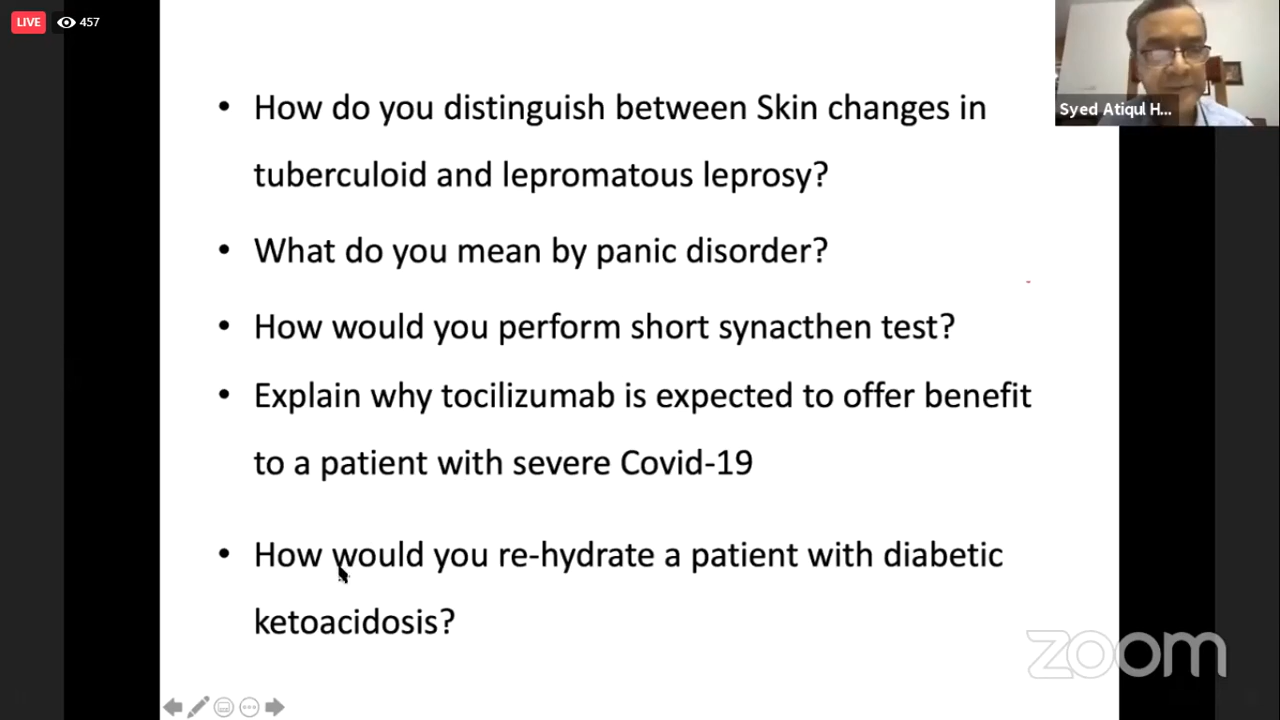 LIVE 457
Syed Atiqul H...
• How do you distinguish between Skin changes in
tuberculoid and lepromatous leprosy?
• What do you mean by panic disorder?
• How would you perform short synacthen test?
• Explain why tocilizumab is expected to offer benefit
to a patient with severe Covid-19
• How would you re-hydrate a patient with diabetic
ketoacidosis?
zoom